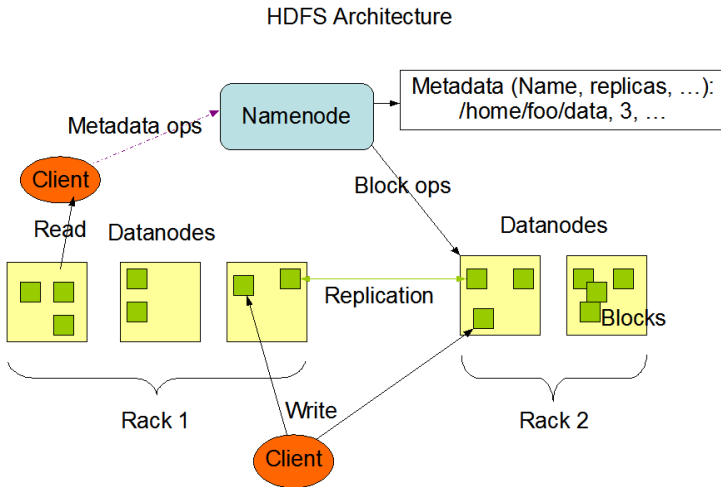 HDFS Architecture
Metadata (Name, replicas, …):
/home/foo/data, 3, …
Namenode
Metadata ops
Client
Block ops
Read
Datanodes
Datanodes
Replication
Blocks
Rack 1
Write
Rack 2
Client